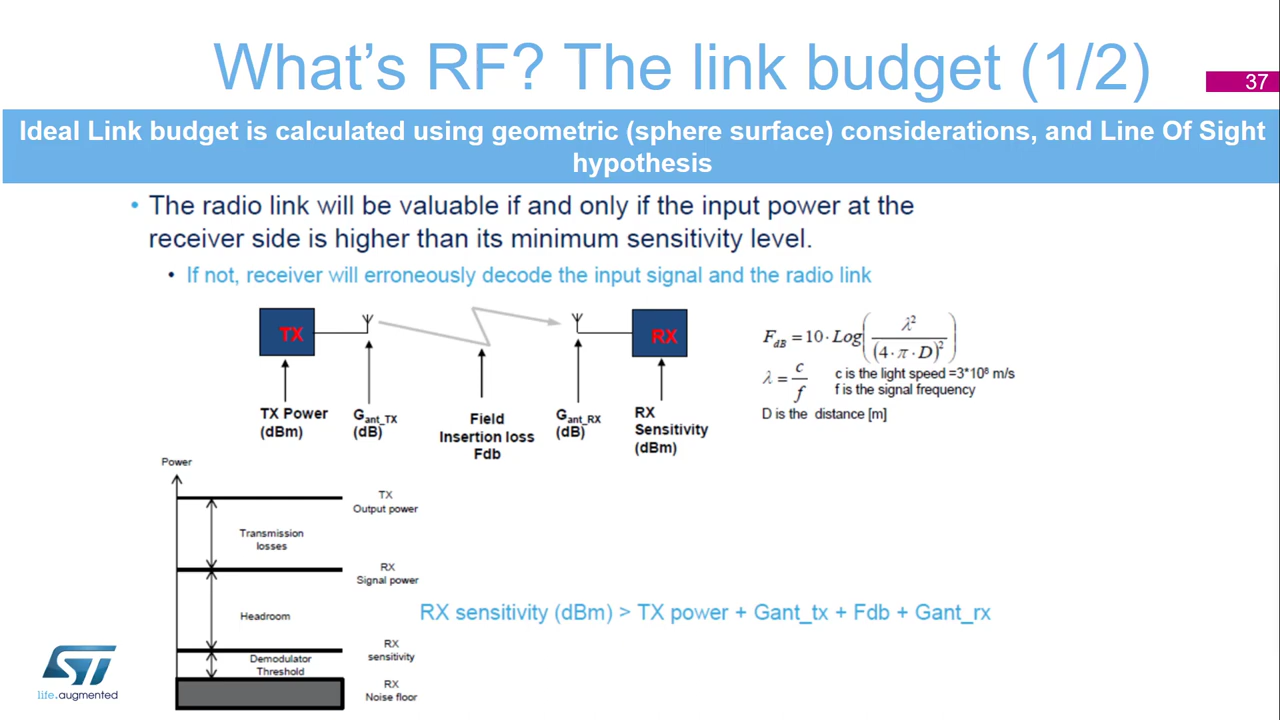 What's RF? The link budget (1/2)
37
Ideal Link budget is calculated using geometric (sphere surface) considerations, and Line Of Sight
hypothesis
• The radio link will be valuable if and only if the input power at the
receiver side is higher than its minimum sensitivity level.
• If not, receiver will erroneously decode the input signal and the radio link
TX
RX
TX Power
(dBm)
Gant_TX
(dB)
Field
Insertion loss
Fdb
Gant_RX
(dB)
RX
Sensitivity
(dBm)
FdB = 10 · Log(λ² / (4 · π · D)²)
λ = c / f
c is the light speed =3*10⁸ m/s
f is the signal frequency
D is the distance [m]
Power
TX
Output power
Transmission
losses
RX
Signal power
Headroom
RX sensitivity (dBm) > TX power + Gant_tx + Fdb + Gant_rx
RX
sensitivity
Demodulator
Threshold
RX
Noise floor
ST
life.augmented